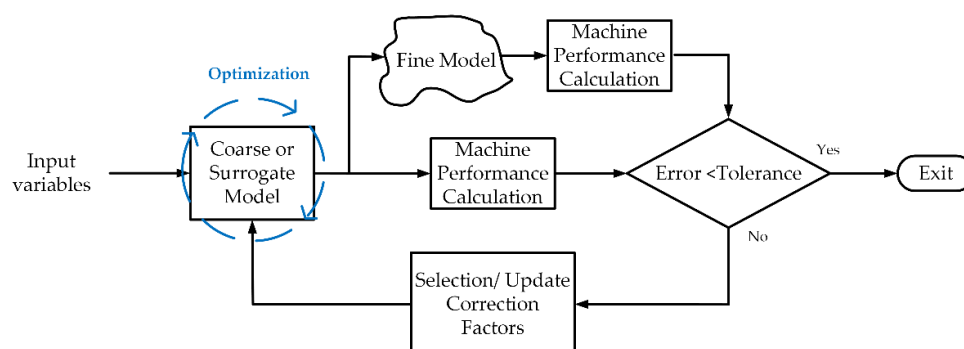 Optimization
Input
variables
Coarse or
Surrogate
Model
Fine Model
Machine
Performance
Calculation
Machine
Performance
Calculation
Error <Tolerance
Yes
Exit
No
Selection/ Update
Correction
Factors